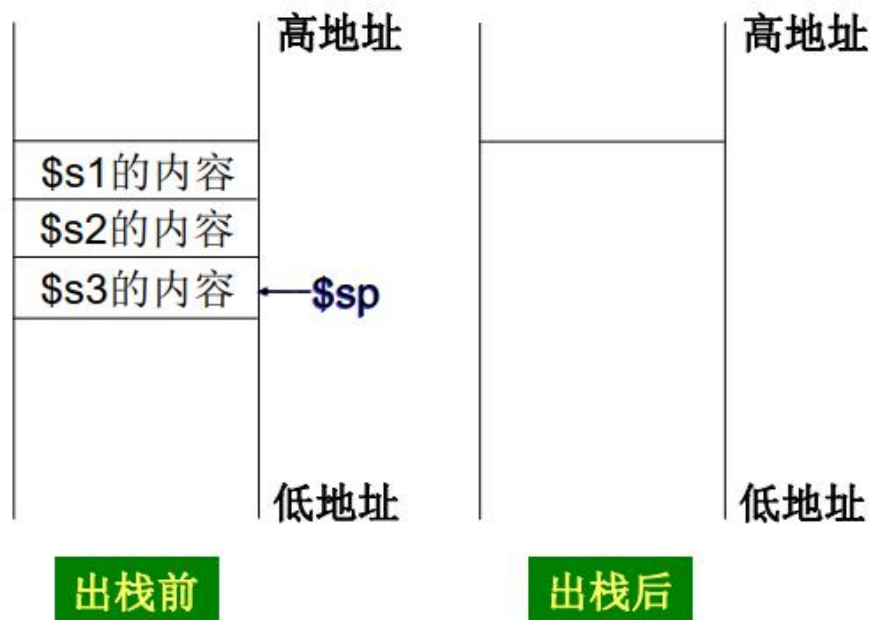 高地址
高地址
$s1的内容
$s2的内容
$s3的内容
$sp
低地址
低地址
出栈前
出栈后